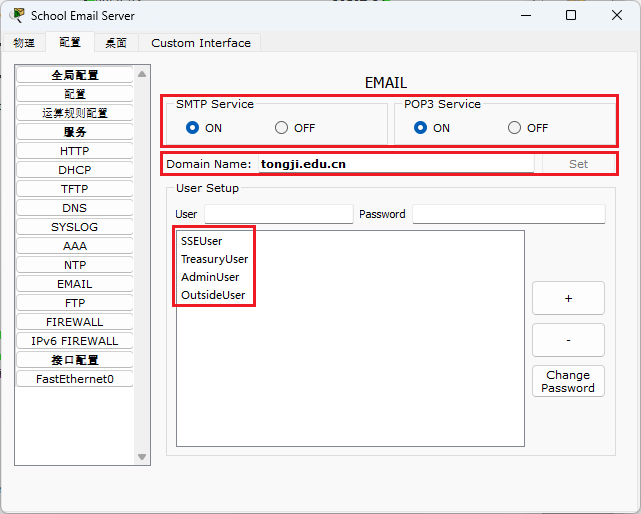 School Email Server
物理 配置 桌面 Custom Interface
全局配置
配置
运算规则配置
服务
HTTP
DHCP
TFTP
DNS
SYSLOG
AAA
NTP
EMAIL
FTP
FIREWALL
IPv6 FIREWALL
接口配置
FastEthernet0
EMAIL
SMTP Service
ON OFF
POP3 Service
ON OFF
Domain Name: tongji.edu.cn Set
User Setup
User Password
SSEUser
TreasuryUser
AdminUser
OutsideUser
+
-
Change
Password